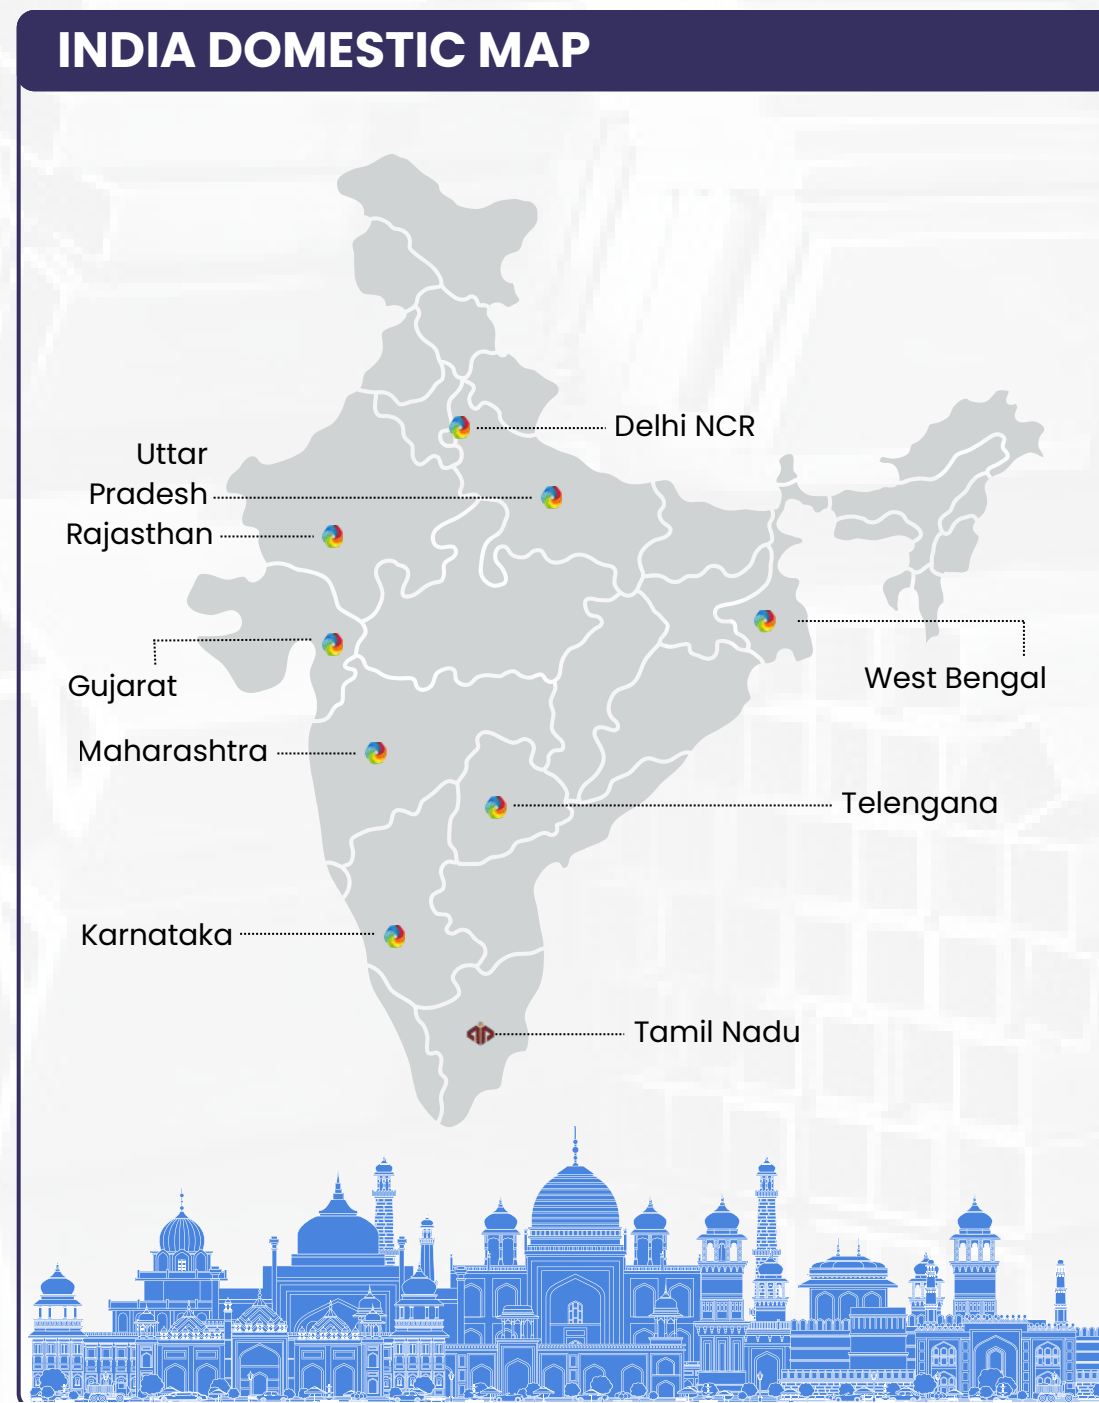 INDIA DOMESTIC MAP
Delhi NCR
Uttar
Pradesh
Rajasthan
West Bengal
Gujarat
Maharashtra
Telengana
Karnataka
Tamil Nadu